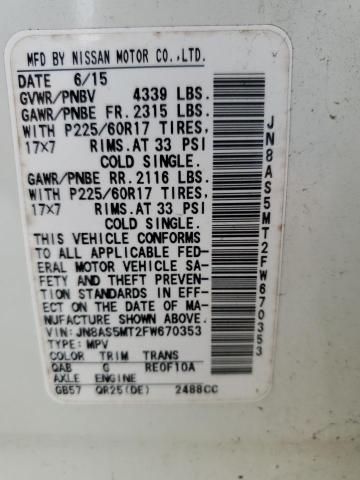 MFD BY NISSAN MOTOR CO.,LTD.
DATE 6/15
GVWR/PNBV 4339 LBS.
GAWR/PNBE FR. 2315 LBS.
WITH P225/60R17 TIRES,
17x7 RIMS.AT 33 PSI
COLD SINGLE.
GAWR/PNBE RR. 2116 LBS.
WITH P225/60R17 TIRES,
17x7 RIMS.AT 33 PSI
COLD SINGLE.
THIS VEHICLE CONFORMS
TO ALL APPLICABLE FED-
ERAL MOTOR VEHICLE SA-
FETY AND THEFT PREVEN-
TION STANDARDS IN EFF-
ECT ON THE DATE OF MA-
NUFACTURE SHOWN ABOVE.
VIN:JN8AS5MT2FW670353
TYPE:MPV
COLOR TRIM TRANS
QAB G RE0F10A
AXLE ENGINE
GB57 QR25(DE) 2488CC
JN8AS5MT2FW670353